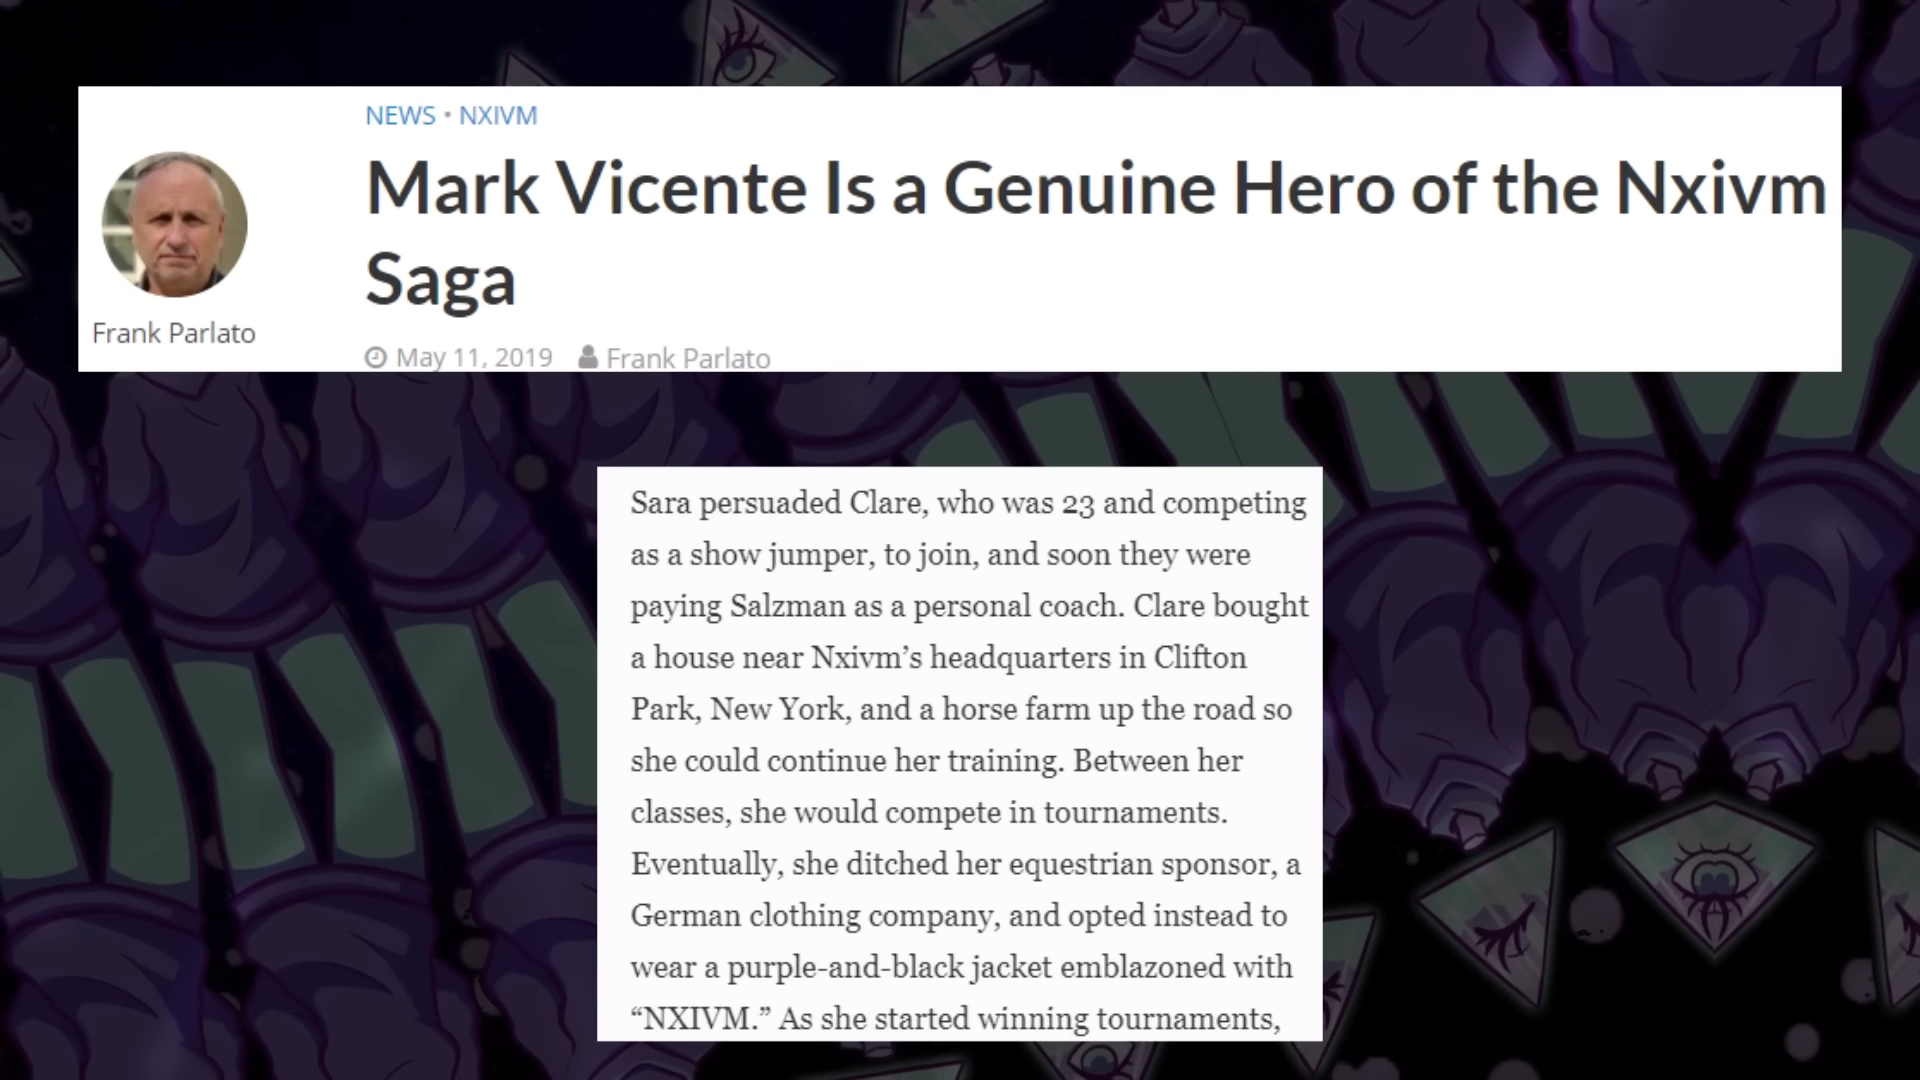 NEWS • NXIVM
Mark Vicente Is a Genuine Hero of the Nxivm
Saga
Frank Parlato
May 11, 2019 Frank Parlato
Sara persuaded Clare, who was 23 and competing
as a show jumper, to join, and soon they were
paying Salzman as a personal coach. Clare bought
a house near Nxivm’s headquarters in Clifton
Park, New York, and a horse farm up the road so
she could continue her training. Between her
classes, she would compete in tournaments.
Eventually, she ditched her equestrian sponsor, a
German clothing company, and opted instead to
wear a purple-and-black jacket emblazoned with
“NXIVM.” As she started winning tournaments,